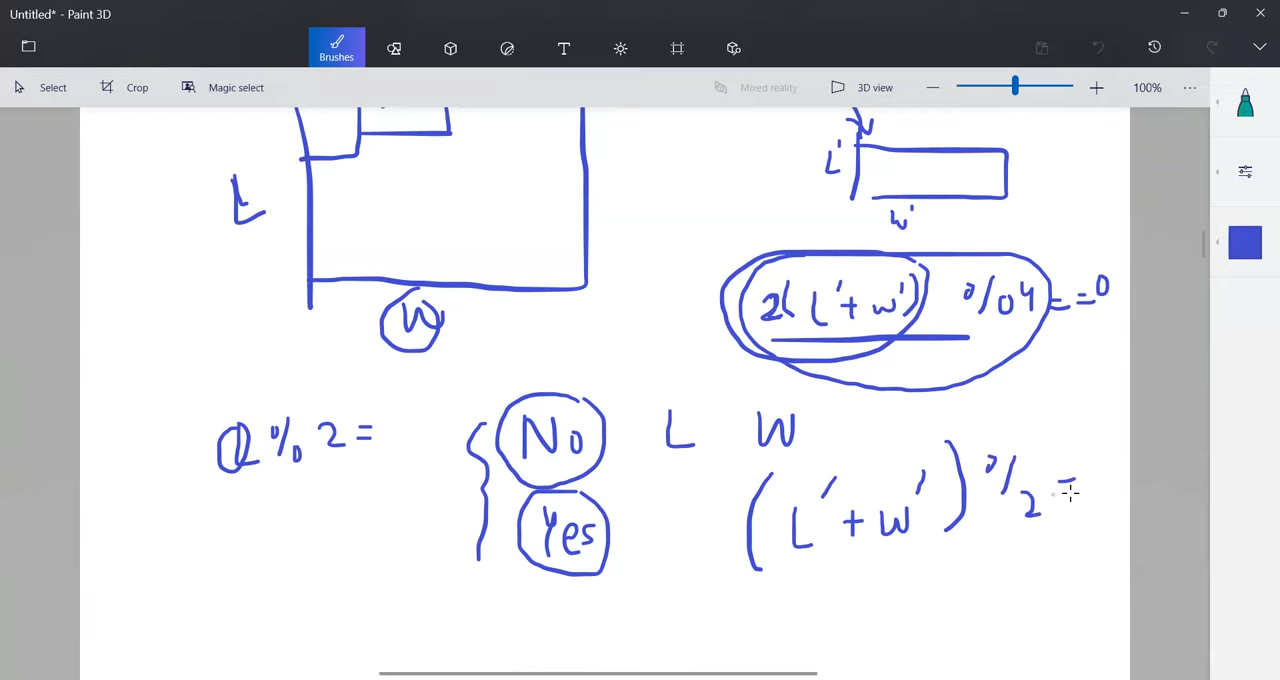 Untitled* - Paint 3D
Brushes
Select
Crop
Magic select
Mixed reality
3D view
100%
L
W
L'
W'
2(L'+W') %4==0
Q%2=
No
Yes
L W
(L'+W')%2=